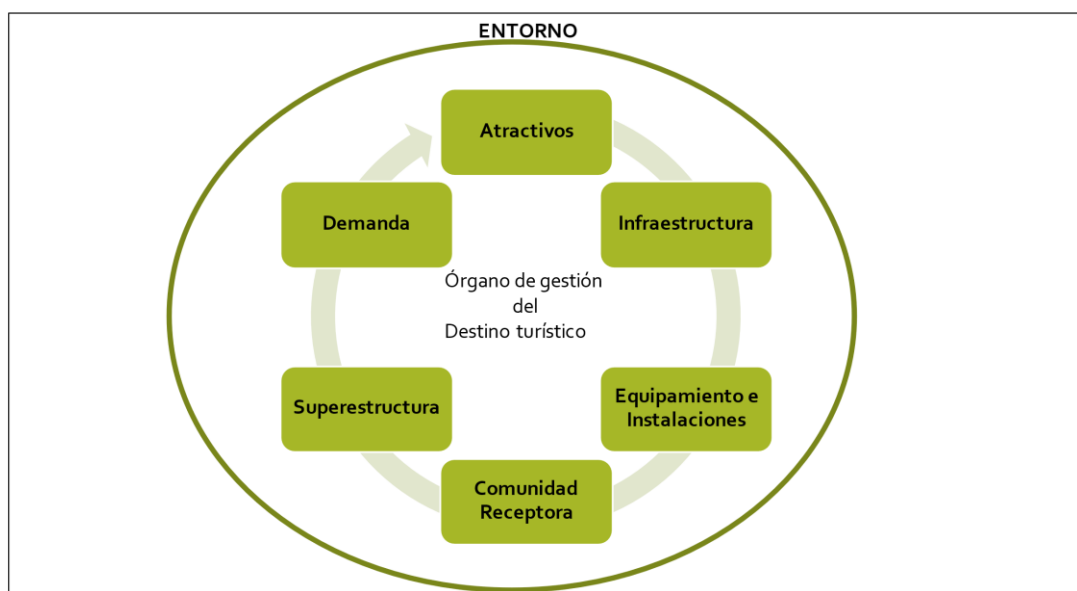 ENTORNO
Atractivos
Infraestructura
Equipamiento e
Instalaciones
Comunidad
Receptora
Superestructura
Demanda
Órgano de gestión
del
Destino turístico